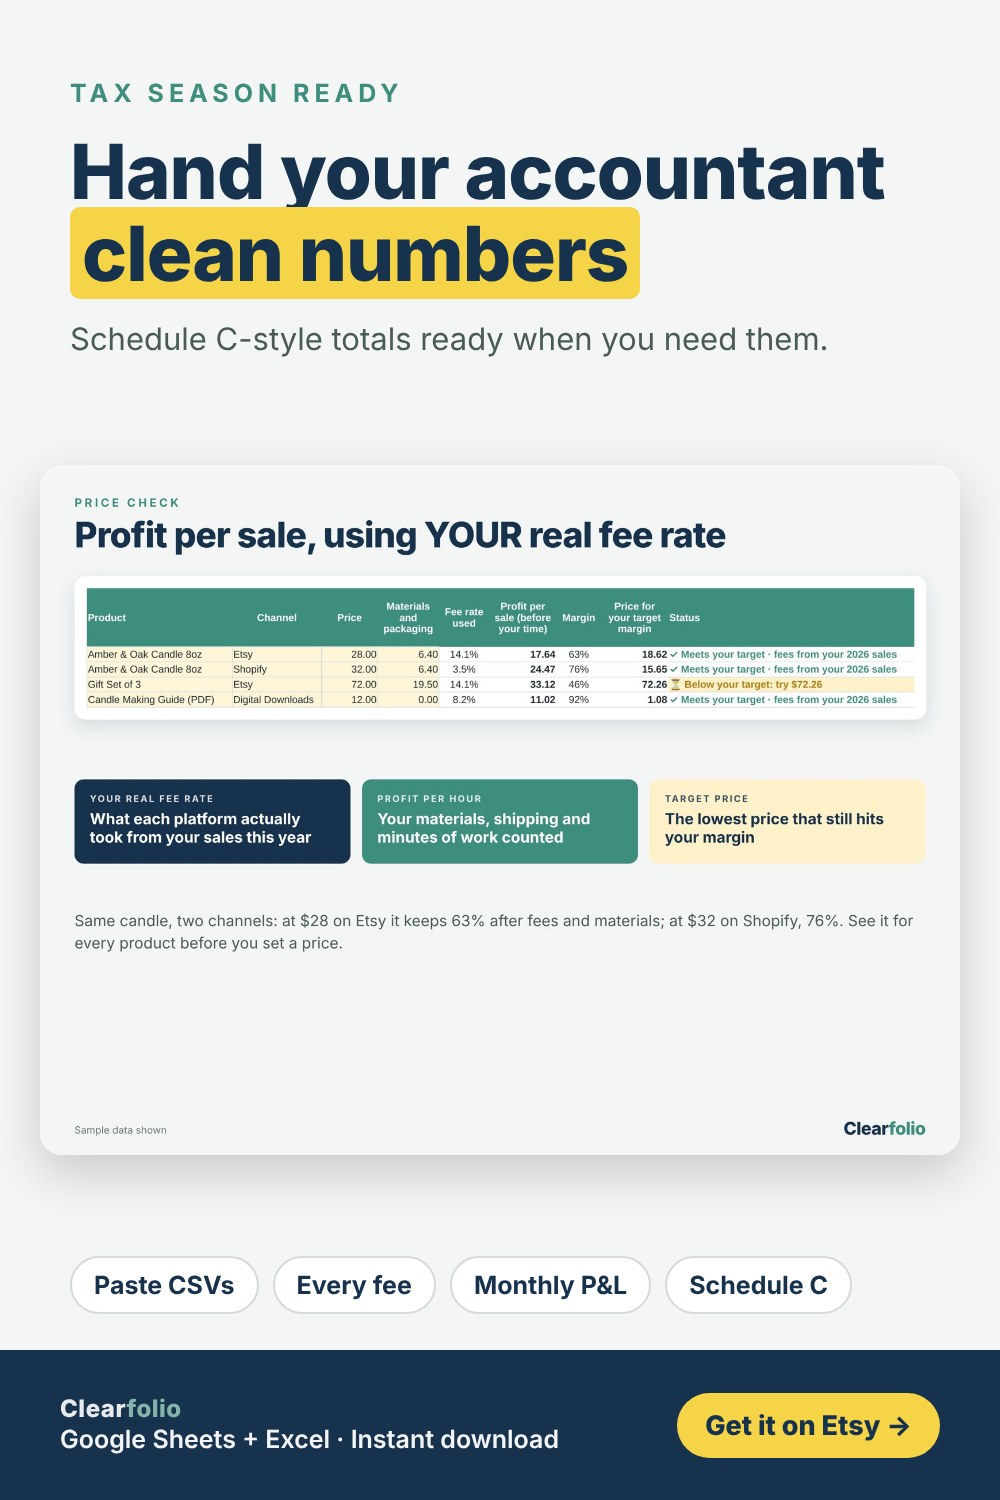 TAX SEASON READY
Hand your accountant
clean numbers
Schedule C-style totals ready when you need them.
PRICE CHECK
Profit per sale, using YOUR real fee rate
Product Channel Price Materials and packaging Fee rate used Profit per sale (before your time) Margin Price for your target margin Status
Amber & Oak Candle 8oz Etsy 28.00 6.40 14.1% 17.64 63% 18.62 ✓ Meets your target · fees from your 2026 sales
Amber & Oak Candle 8oz Shopify 32.00 6.40 3.5% 24.47 76% 15.65 ✓ Meets your target · fees from your 2026 sales
Gift Set of 3 Etsy 72.00 19.50 14.1% 33.12 46% 72.26 ⏳ Below your target: try $72.26
Candle Making Guide (PDF) Digital Downloads 12.00 0.00 8.2% 11.02 92% 1.08 ✓ Meets your target · fees from your 2026 sales
YOUR REAL FEE RATE
What each platform actually
took from your sales this year
PROFIT PER HOUR
Your materials, shipping and
minutes of work counted
TARGET PRICE
The lowest price that still hits
your margin
Same candle, two channels: at $28 on Etsy it keeps 63% after fees and materials; at $32 on Shopify, 76%. See it for
every product before you set a price.
Sample data shown
Clearfolio
Paste CSVs
Every fee
Monthly P&L
Schedule C
Clearfolio
Google Sheets + Excel · Instant download
Get it on Etsy →